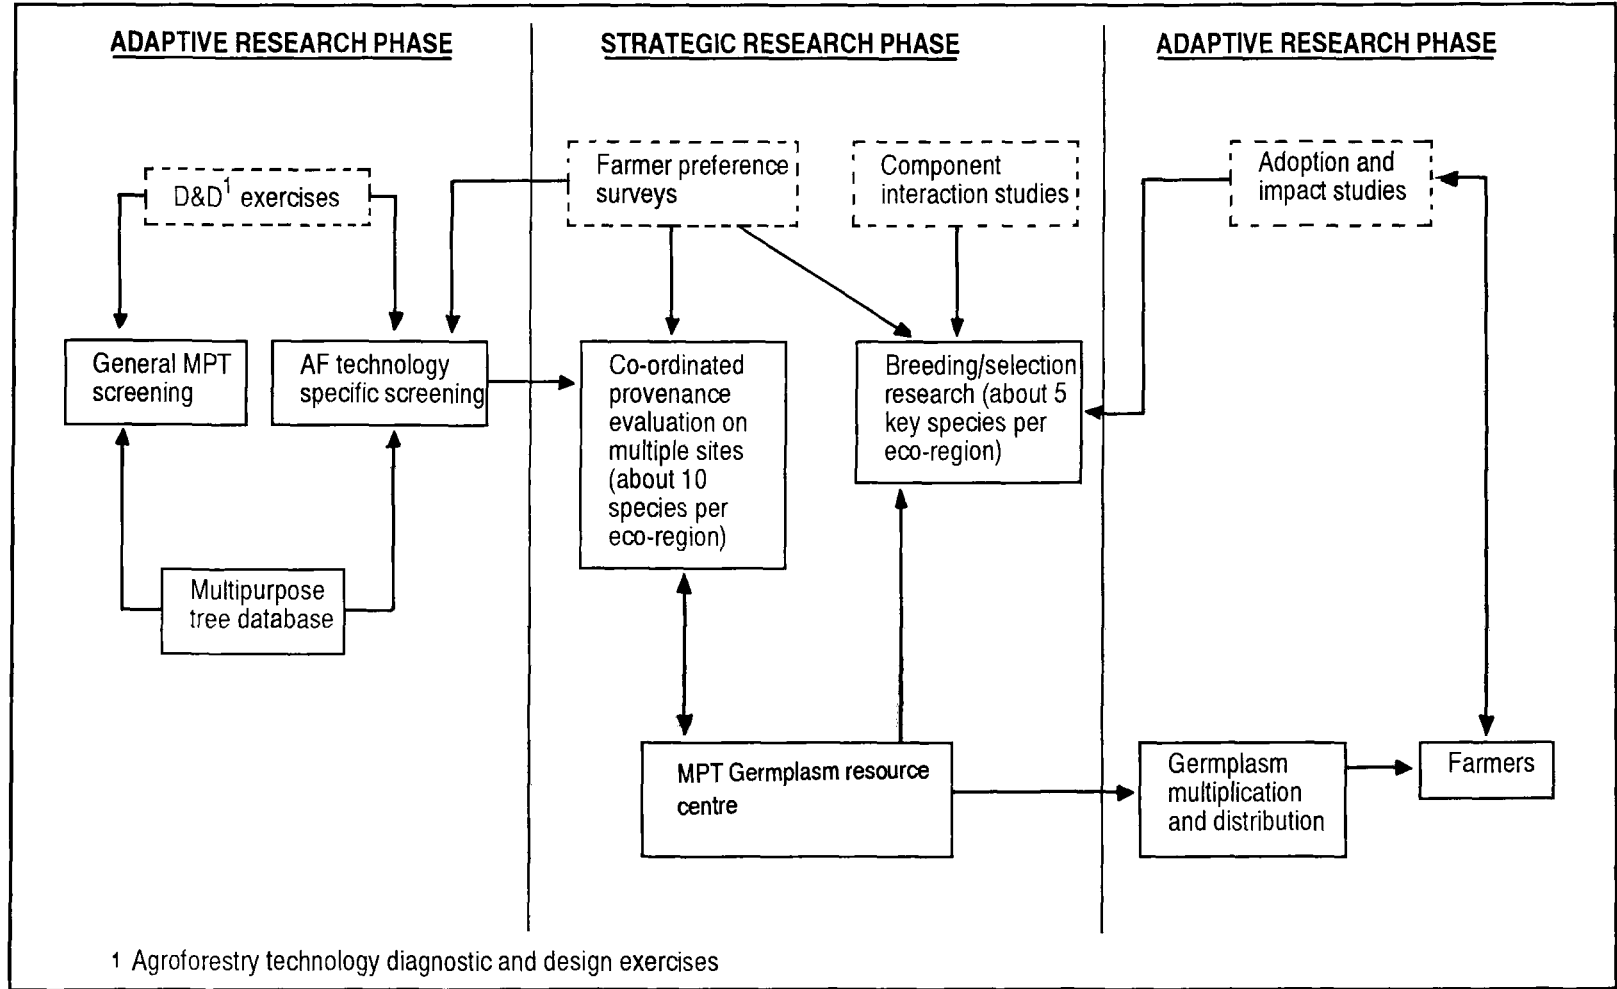 ADAPTIVE RESEARCH PHASE
STRATEGIC RESEARCH PHASE
ADAPTIVE RESEARCH PHASE
D&D1 exercises
Farmer preference
surveys
Component
interaction studies
Adoption and
impact studies
General MPT
screening
AF technology
specific screening
Co-ordinated
provenance
evaluation on
multiple sites
(about 10
species per
eco-region)
Breeding/selection
research (about 5
key species per
eco-region)
Multipurpose
tree database
MPT Germplasm resource
centre
Germplasm
multiplication
and distribution
Farmers
1 Agroforestry technology diagnostic and design exercises